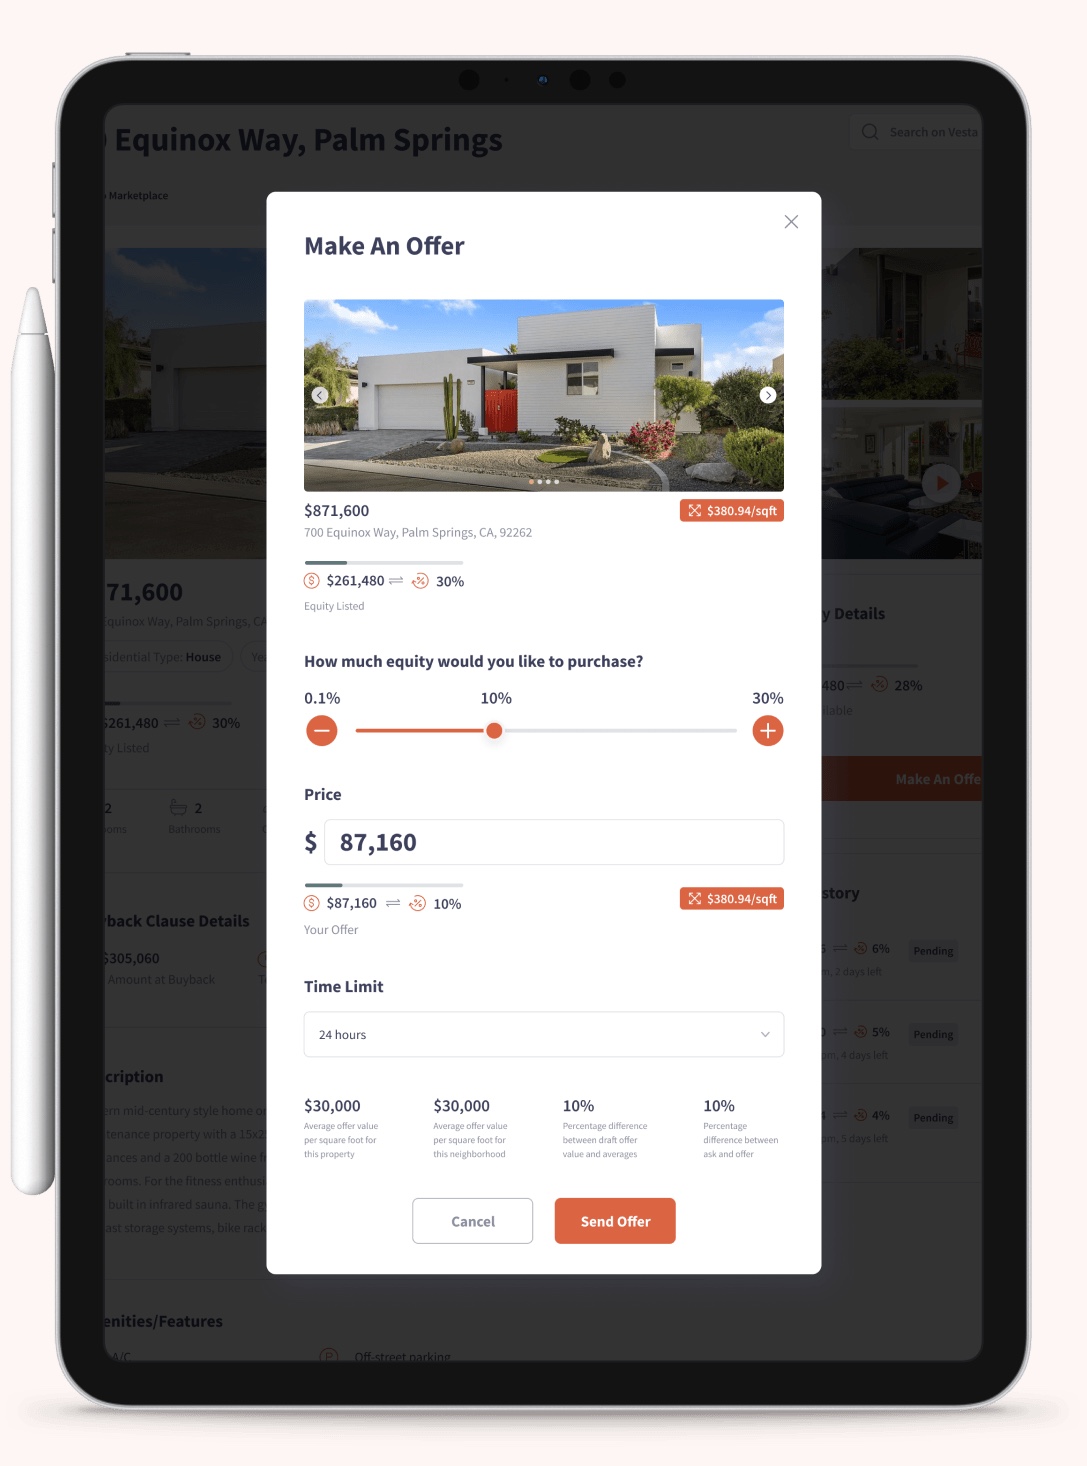 Equinox Way, Palm Springs
Search on Vesta
Marketplace
Make An Offer
$871,600
$380.94/sqft
700 Equinox Way, Palm Springs, CA, 92262
$261,480 30%
Equity Listed
How much equity would you like to purchase?
0.1% 10% 30%
Price
$ 87,160
$87,160 10%
$380.94/sqft
Your Offer
Time Limit
24 hours
$30,000
Average offer value
per square foot for
this property
$30,000
Average offer value
per square foot for
this neighborhood
10%
Percentage difference
between draft offer
value and averages
10%
Percentage
difference between
ask and offer
Cancel
Send Offer
71,600
quinox Way, Palm Springs, CA
sidential Type: House
Yea
$261,480 30%
ty Listed
2
2
oms
Bathrooms
yback Clause Details
$305,060
Amount at Buyback
cription
ern mid-century style home on
tenance property with a 15x2
ances and a 200 bottle wine f
rooms. For the fitness enthusi
built in infrared sauna. The g
ast storage systems, bike rack
enities/Features
A/C
Off-street parking
y Details
480 28%
ilable
Make An Offe
story
6%
Pending
m, 2 days left
5%
Pending
pm, 4 days left
4%
Pending
pm, 5 days left